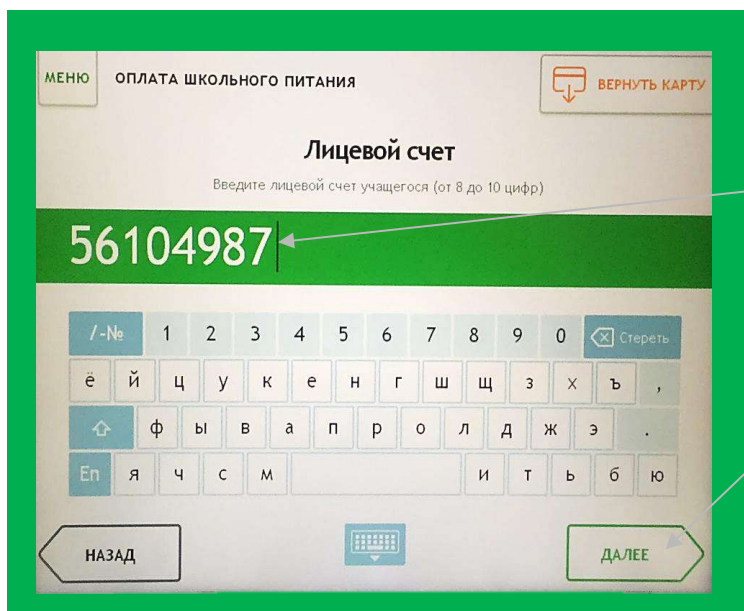 МЕНЮ ОПЛАТА ШКОЛЬНОГО ПИТАНИЯ ВЕРНУТЬ КАРТУ
Лицевой счет
Введите лицевой счет учащегося (от 8 до 10 цифр)
56104987
/-№ 1 2 3 4 5 6 7 8 9 0 Стереть
ё й ц у к е н г ш щ з х ъ ,
ф ы в а п р о л д ж э .
En я ч с м и т ь б ю
НАЗАД ДАЛЕЕ